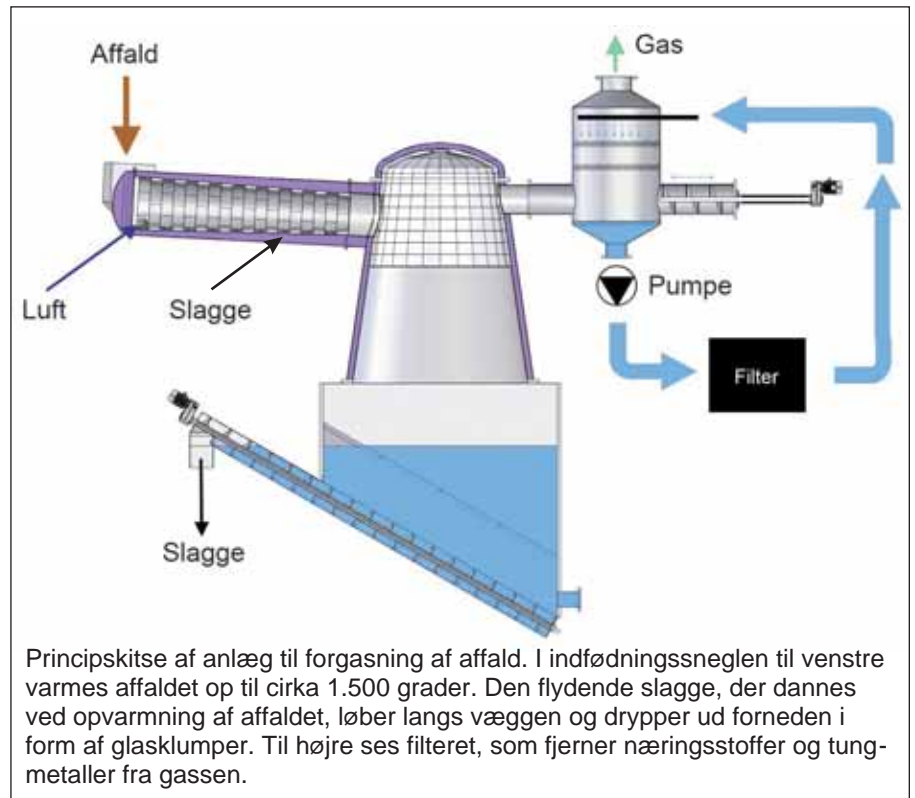 Affald
Gas
Luft
Slagge
Pumpe
Filter
Slagge
Principskitse af anlæg til forgasning af affald. I indfødningssneglen til venstre
varmes affaldet op til cirka 1.500 grader. Den flydende slagge, der dannes
ved opvarmning af affaldet, løber langs væggen og drypper ud forneden i
form af glasklumper. Til højre ses filteret, som fjerner næringsstoffer og tung-
metaller fra gassen.